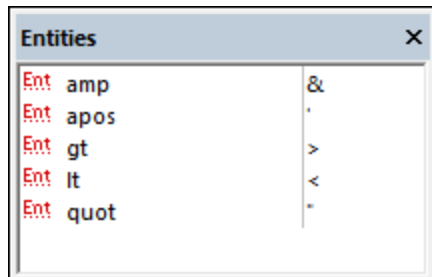 Entities ×
Ent amp &
Ent apos '
Ent gt >
Ent lt <
Ent quot "